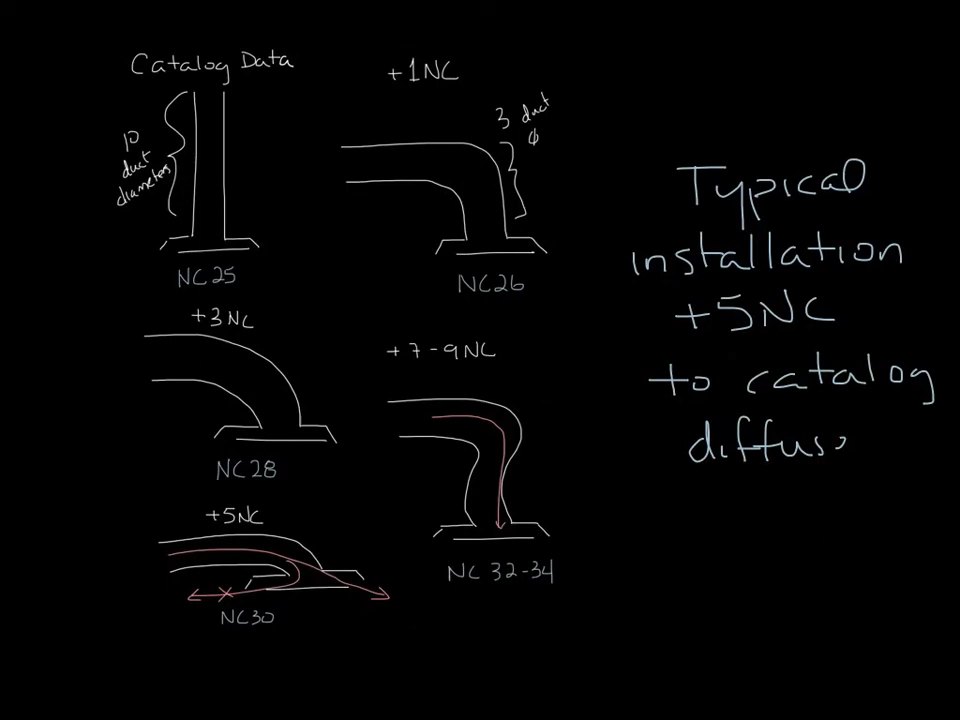 Catalog Data
10
duct
diameters
NC25
+1NC
3 duct
φ
NC26
+3NC
NC28
+7-9NC
NC 32-34
+5NC
NC30
Typical
installation
+5NC
to catalog
diffus